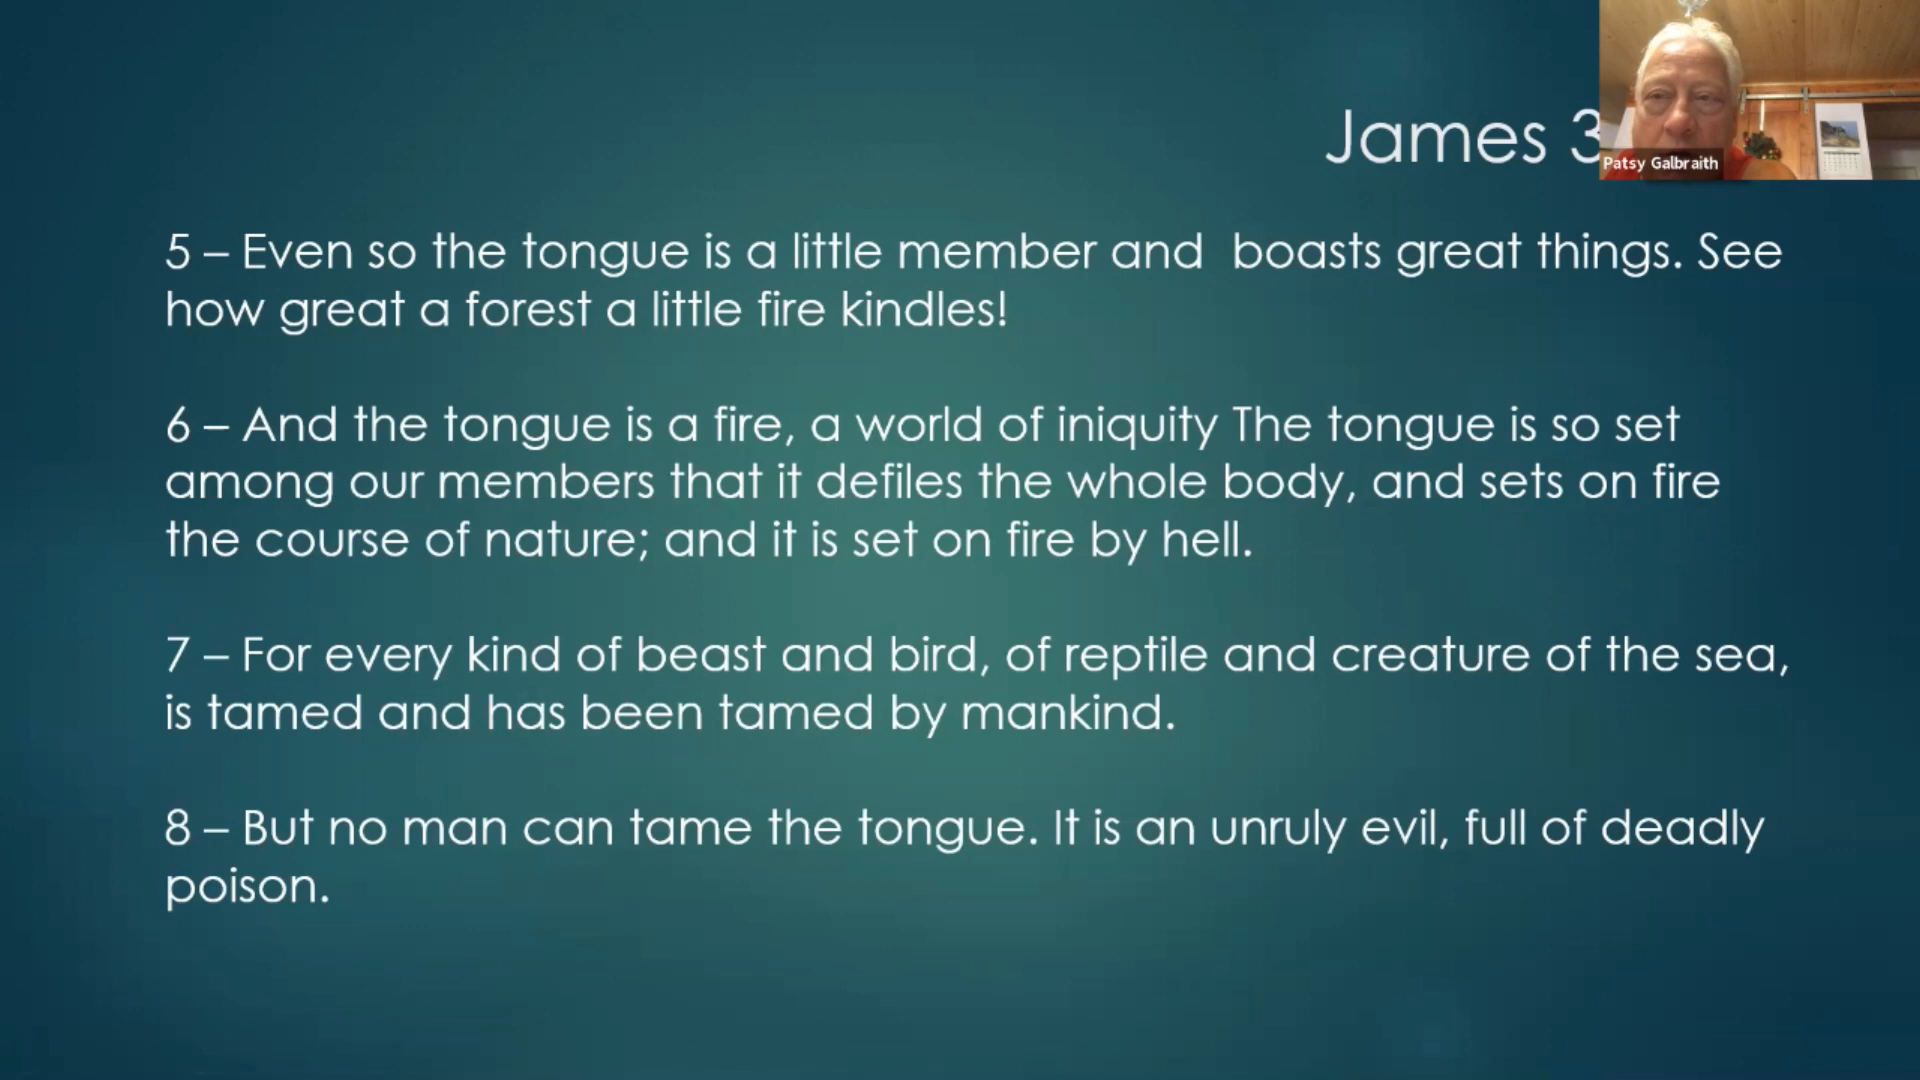 James 3
Patsy Galbraith
5 – Even so the tongue is a little member and  boasts great things. See
how great a forest a little fire kindles!
6 – And the tongue is a fire, a world of iniquity The tongue is so set
among our members that it defiles the whole body, and sets on fire
the course of nature; and it is set on fire by hell.
7 – For every kind of beast and bird, of reptile and creature of the sea,
is tamed and has been tamed by mankind.
8 – But no man can tame the tongue. It is an unruly evil, full of deadly
poison.